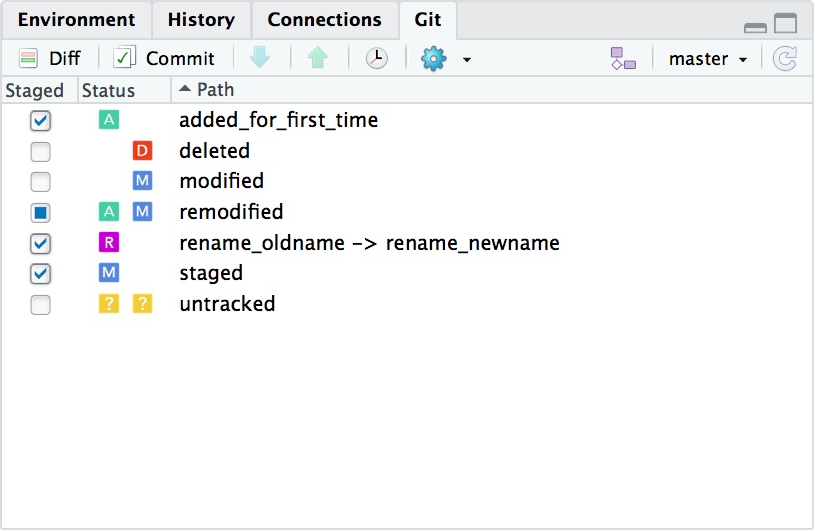 Environment History Connections Git
Diff Commit master
Staged Status Path
A added_for_first_time
D deleted
M modified
A M remodified
R rename_oldname -> rename_newname
M staged
? ? untracked